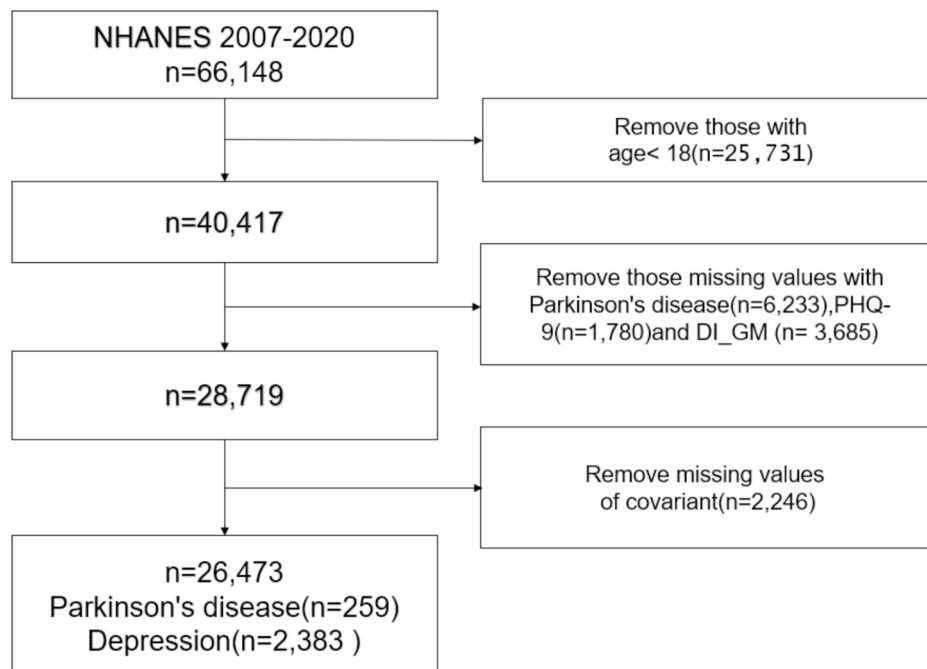 NHANES 2007-2020
n=66,148
Remove those with
age< 18(n=25,731)
n=40,417
Remove those missing values with
Parkinson's disease(n=6,233),PHQ-
9(n=1,780)and DI_GM (n= 3,685)
n=28,719
Remove missing values
of covariant(n=2,246)
n=26,473
Parkinson's disease(n=259)
Depression(n=2,383 )